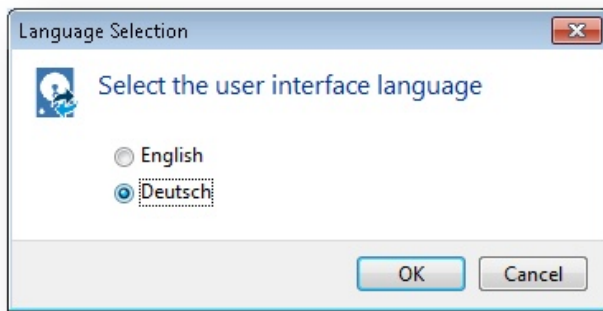 Language Selection
Select the user interface language
English
Deutsch
OK Cancel